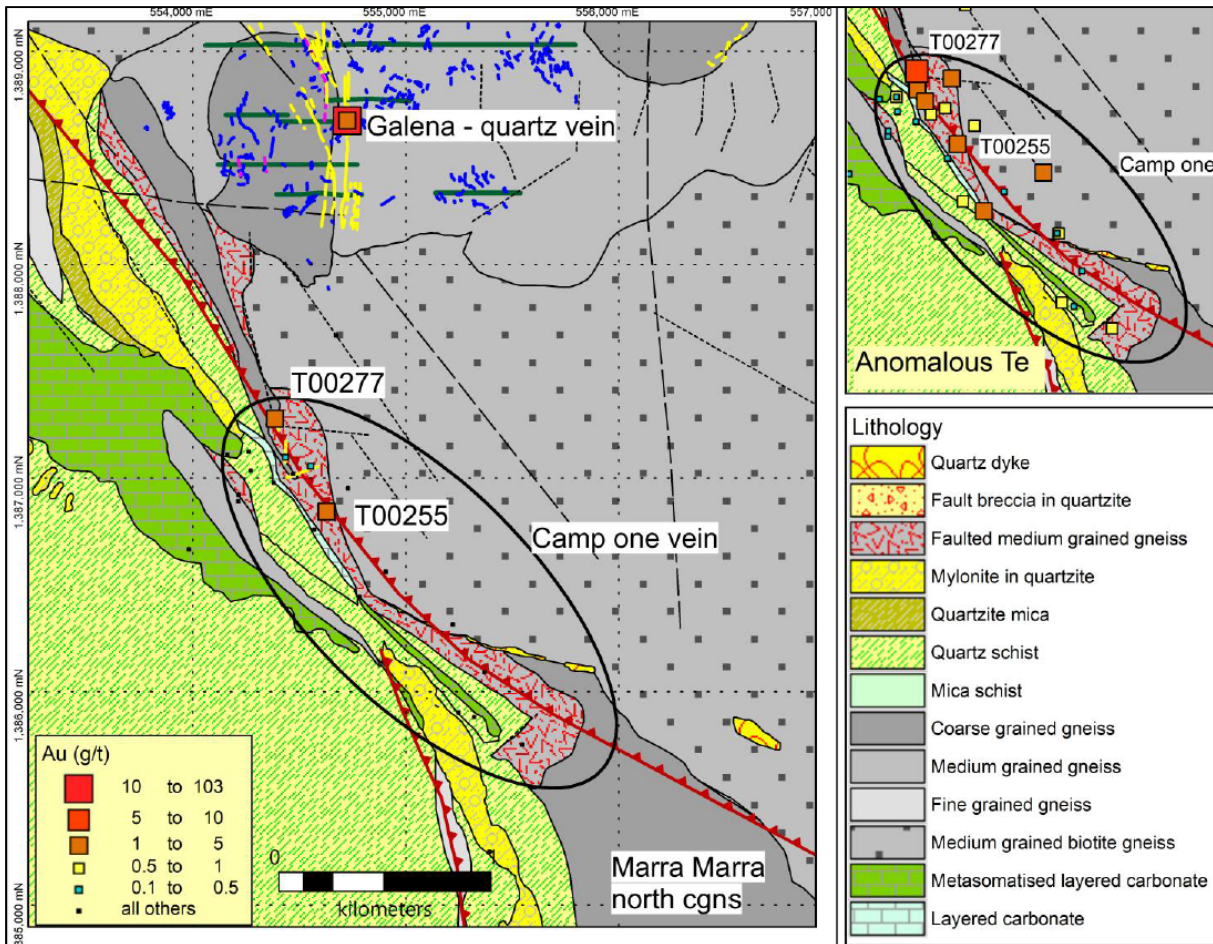 554,000 mE
555,000 mE
556,000 mE
557,000
1,389,000 mN
1,388,000 mN
1,387,000 mN
1,386,000 mN
1,385,000 mN
Galena - quartz vein
T00277
T00255
Camp one vein
Marra Marra
north cgns
Au (g/t)
10 to 103
5 to 10
1 to 5
0.5 to 1
0.1 to 0.5
all others
0
kilometers
T00277
T00255
Camp one
Anomalous Te
Lithology
Quartz dyke
Fault breccia in quartzite
Faulted medium grained gneiss
Mylonite in quartzite
Quartzite mica
Quartz schist
Mica schist
Coarse grained gneiss
Medium grained gneiss
Fine grained gneiss
Medium grained biotite gneiss
Metasomatised layered carbonate
Layered carbonate